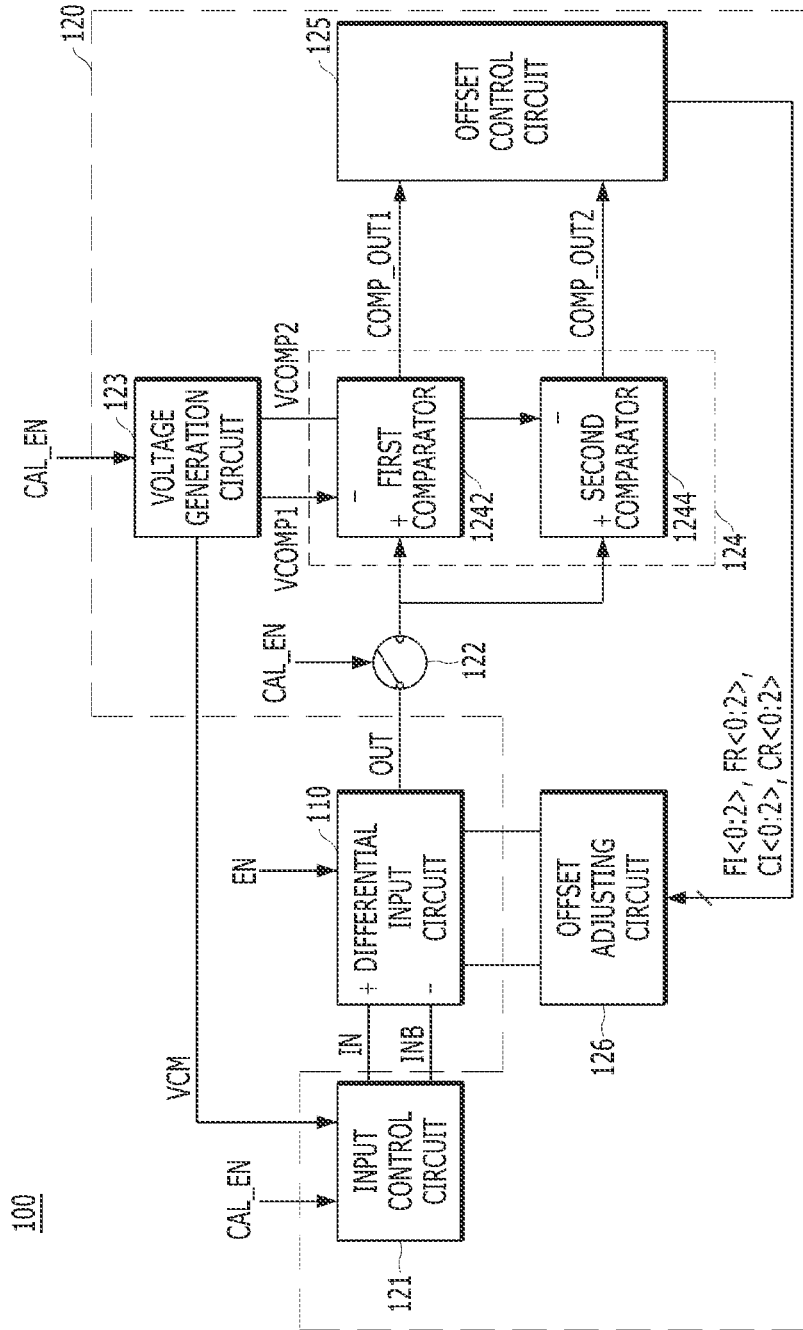 100
120
CAL_EN
123
VOLTAGE
GENERATION
CIRCUIT
VCM
VCOMP1
VCOMP2
125
OFFSET
CONTROL
CIRCUIT
CAL_EN
121
INPUT
CONTROL
CIRCUIT
IN
INB
EN
110
+
-
DIFFERENTIAL
INPUT
CIRCUIT
OUT
CAL_EN
122
-
+
FIRST
COMPARATOR
1242
COMP_OUT1
-
+
SECOND
COMPARATOR
1244
COMP_OUT2
124
126
OFFSET
ADJUSTING
CIRCUIT
FI<0:2>, FR<0:2>,
CI<0:2>, CR<0:2>